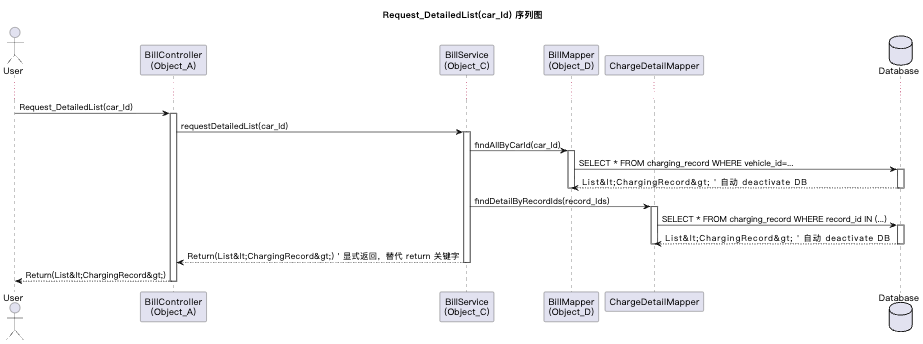 Request_DetailedList(car_Id) 序列图
User
BillController
(Object_A)
BillService
(Object_C)
BillMapper
(Object_D)
ChargeDetailMapper
Database
Request_DetailedList(car_Id)
requestDetailedList(car_Id)
findAllByCarId(car_Id)
SELECT * FROM charging_record WHERE vehicle_id=...
List&lt;ChargingRecord&gt; ' 自动 deactivate DB
findDetailByRecordIds(record_Ids)
SELECT * FROM charging_record WHERE record_id IN (...)
List&lt;ChargingRecord&gt; ' 自动 deactivate DB
Return(List&lt;ChargingRecord&gt;) ' 显式返回，替代 return 关键字
Return(List&lt;ChargingRecord&gt;)
User
BillController
(Object_A)
BillService
(Object_C)
BillMapper
(Object_D)
ChargeDetailMapper
Database